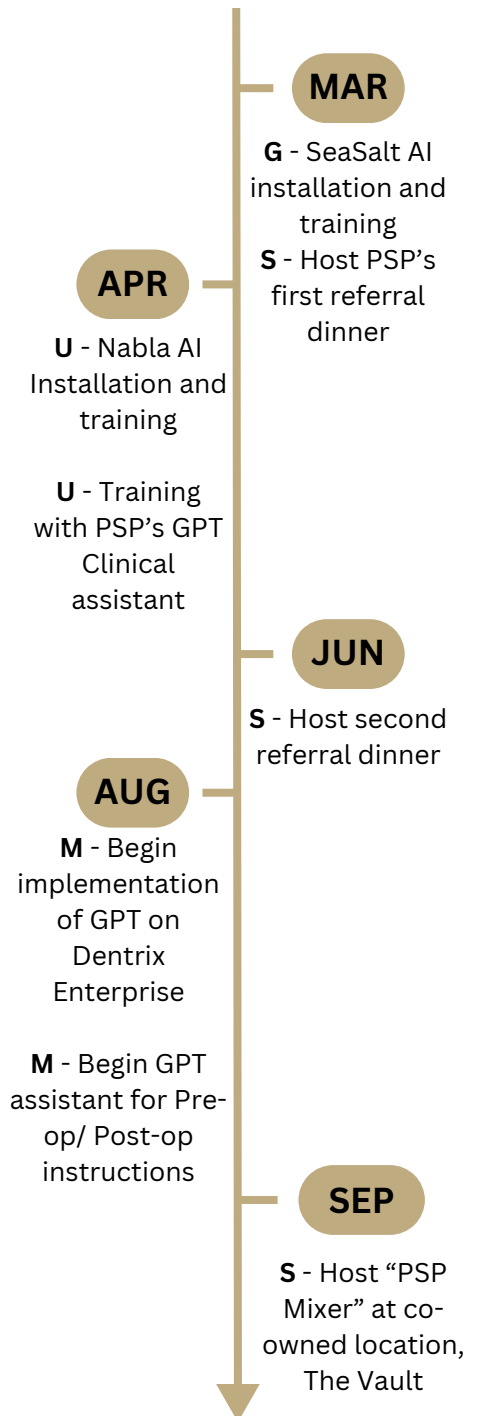 MAR
G - SeaSalt AI
installation and
training
S - Host PSP’s
first referral
dinner
APR
U - Nabla AI
Installation and
training
U - Training
with PSP’s GPT
Clinical
assistant
JUN
S - Host second
referral dinner
AUG
M - Begin
implementation
of GPT on
Dentrix
Enterprise
M - Begin GPT
assistant for Pre-
op/ Post-op
instructions
SEP
S - Host “PSP
Mixer” at co-
owned location,
The Vault